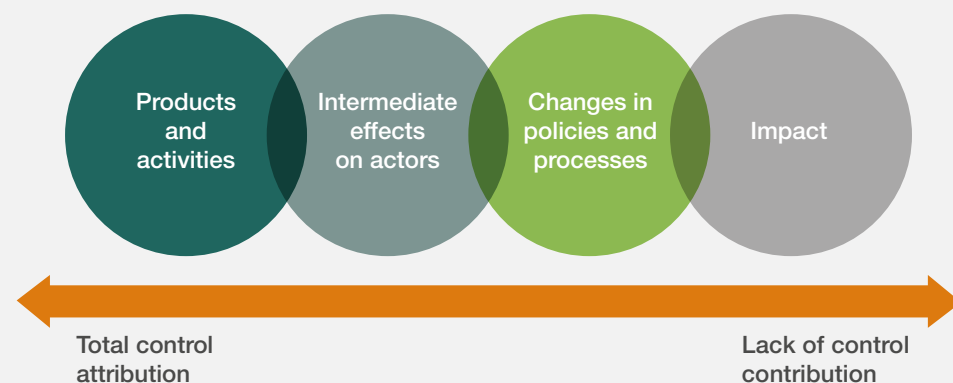 Products
and
activities
Intermediate
effects
on actors
Changes in
policies and
processes
Impact
Total control
attribution
Lack of control
contribution